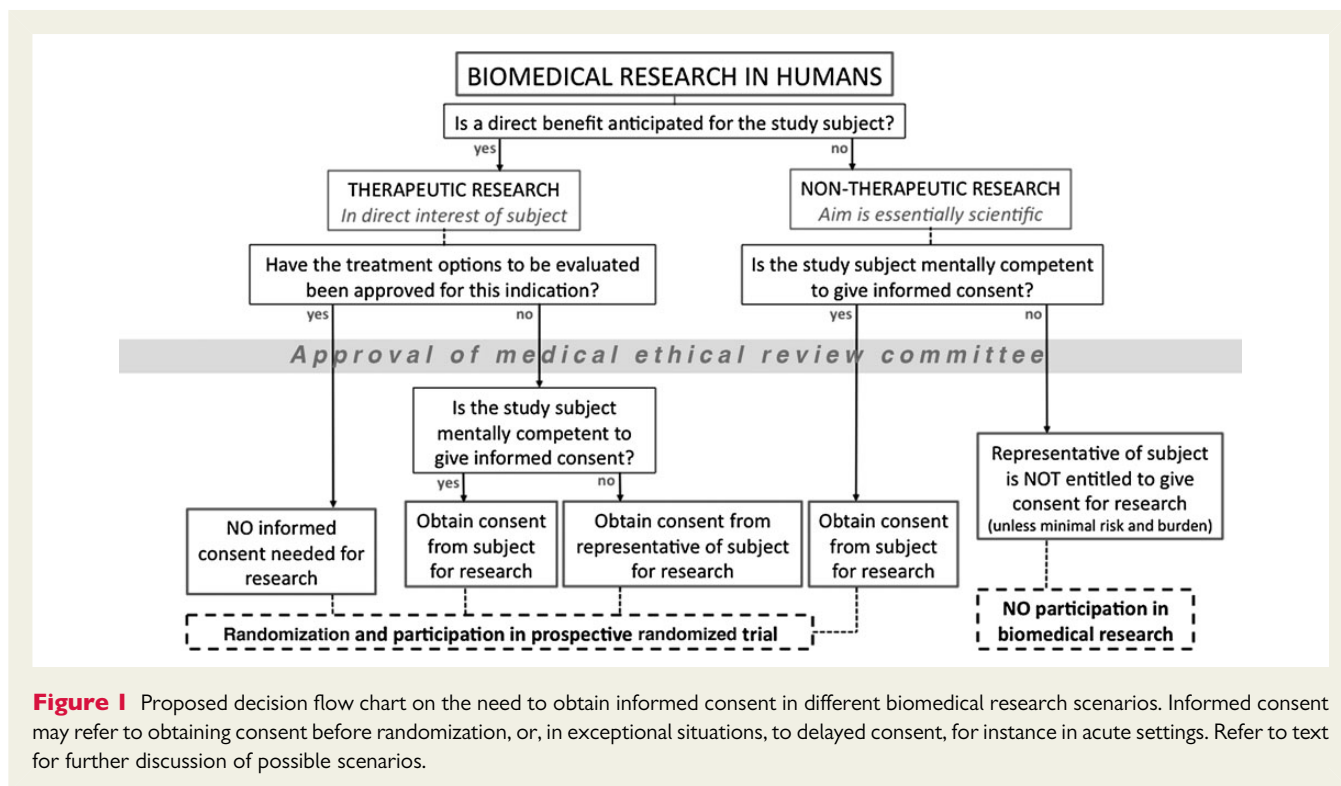 BIOMEDICAL RESEARCH IN HUMANS
Is a direct benefit anticipated for the study subject?
yes
no
THERAPEUTIC RESEARCH
In direct interest of subject
NON-THERAPEUTIC RESEARCH
Aim is essentially scientific
Have the treatment options to be evaluated
been approved for this indication?
Is the study subject mentally competent
to give informed consent?
yes
no
yes
no
Approval of medical ethical review committee
Is the study subject
mentally competent to
give informed consent?
yes
no
Representative of subject
is NOT entitled to give
consent for research
(unless minimal risk and burden)
NO informed
consent needed for
research
Obtain consent
from subject
for research
Obtain consent from
representative of subject
for research
Obtain consent
from subject
for research
Randomization and participation in prospective randomized trial
NO participation in
biomedical research
Figure 1 Proposed decision flow chart on the need to obtain informed consent in different biomedical research scenarios. Informed consent
may refer to obtaining consent before randomization, or, in exceptional situations, to delayed consent, for instance in acute settings. Refer to text
for further discussion of possible scenarios.